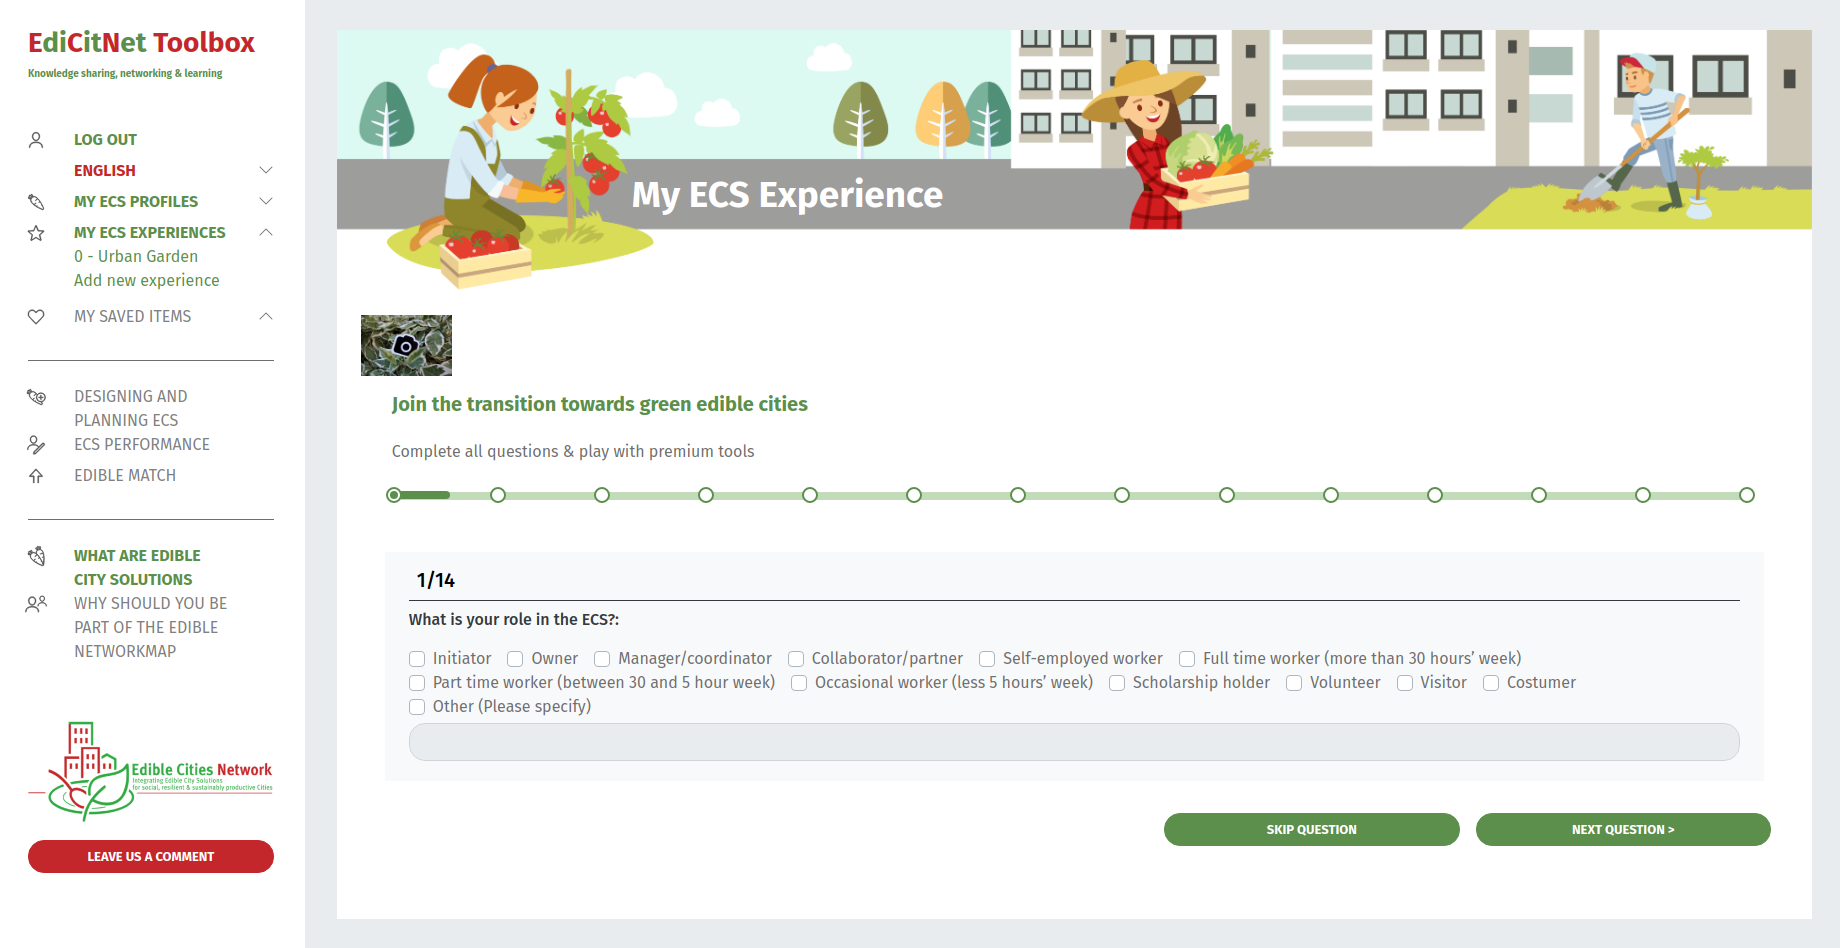 EdiCitNet Toolbox
Knowledge sharing, networking & learning
LOG OUT
ENGLISH
MY ECS PROFILES
MY ECS EXPERIENCES
0 - Urban Garden
Add new experience
MY SAVED ITEMS
DESIGNING AND
PLANNING ECS
ECS PERFORMANCE
EDIBLE MATCH
WHAT ARE EDIBLE
CITY SOLUTIONS
WHY SHOULD YOU BE
PART OF THE EDIBLE
NETWORKMAP
Edible Cities Network
Integrating Edible City Solutions
for social, resilient & sustainably productive Cities
LEAVE US A COMMENT
My ECS Experience
Join the transition towards green edible cities
Complete all questions & play with premium tools
1/14
What is your role in the ECS?:
Initiator Owner Manager/coordinator Collaborator/partner Self-employed worker Full time worker (more than 30 hours’ week)
Part time worker (between 30 and 5 hour week) Occasional worker (less 5 hours’ week) Scholarship holder Volunteer Visitor Costumer
Other (Please specify)
SKIP QUESTION NEXT QUESTION >